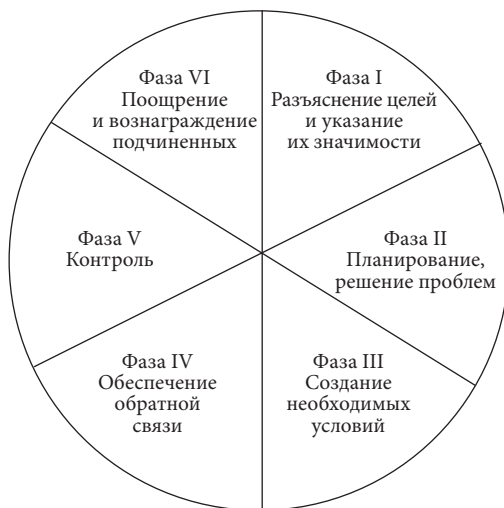 Фаза I
Разъяснение целей
и указание
их значимости
Фаза II
Планирование,
решение проблем
Фаза III
Создание
необходимых
условий
Фаза IV
Обеспечение
обратной
связи
Фаза V
Контроль
Фаза VI
Поощрение
и вознаграждение
подчиненных